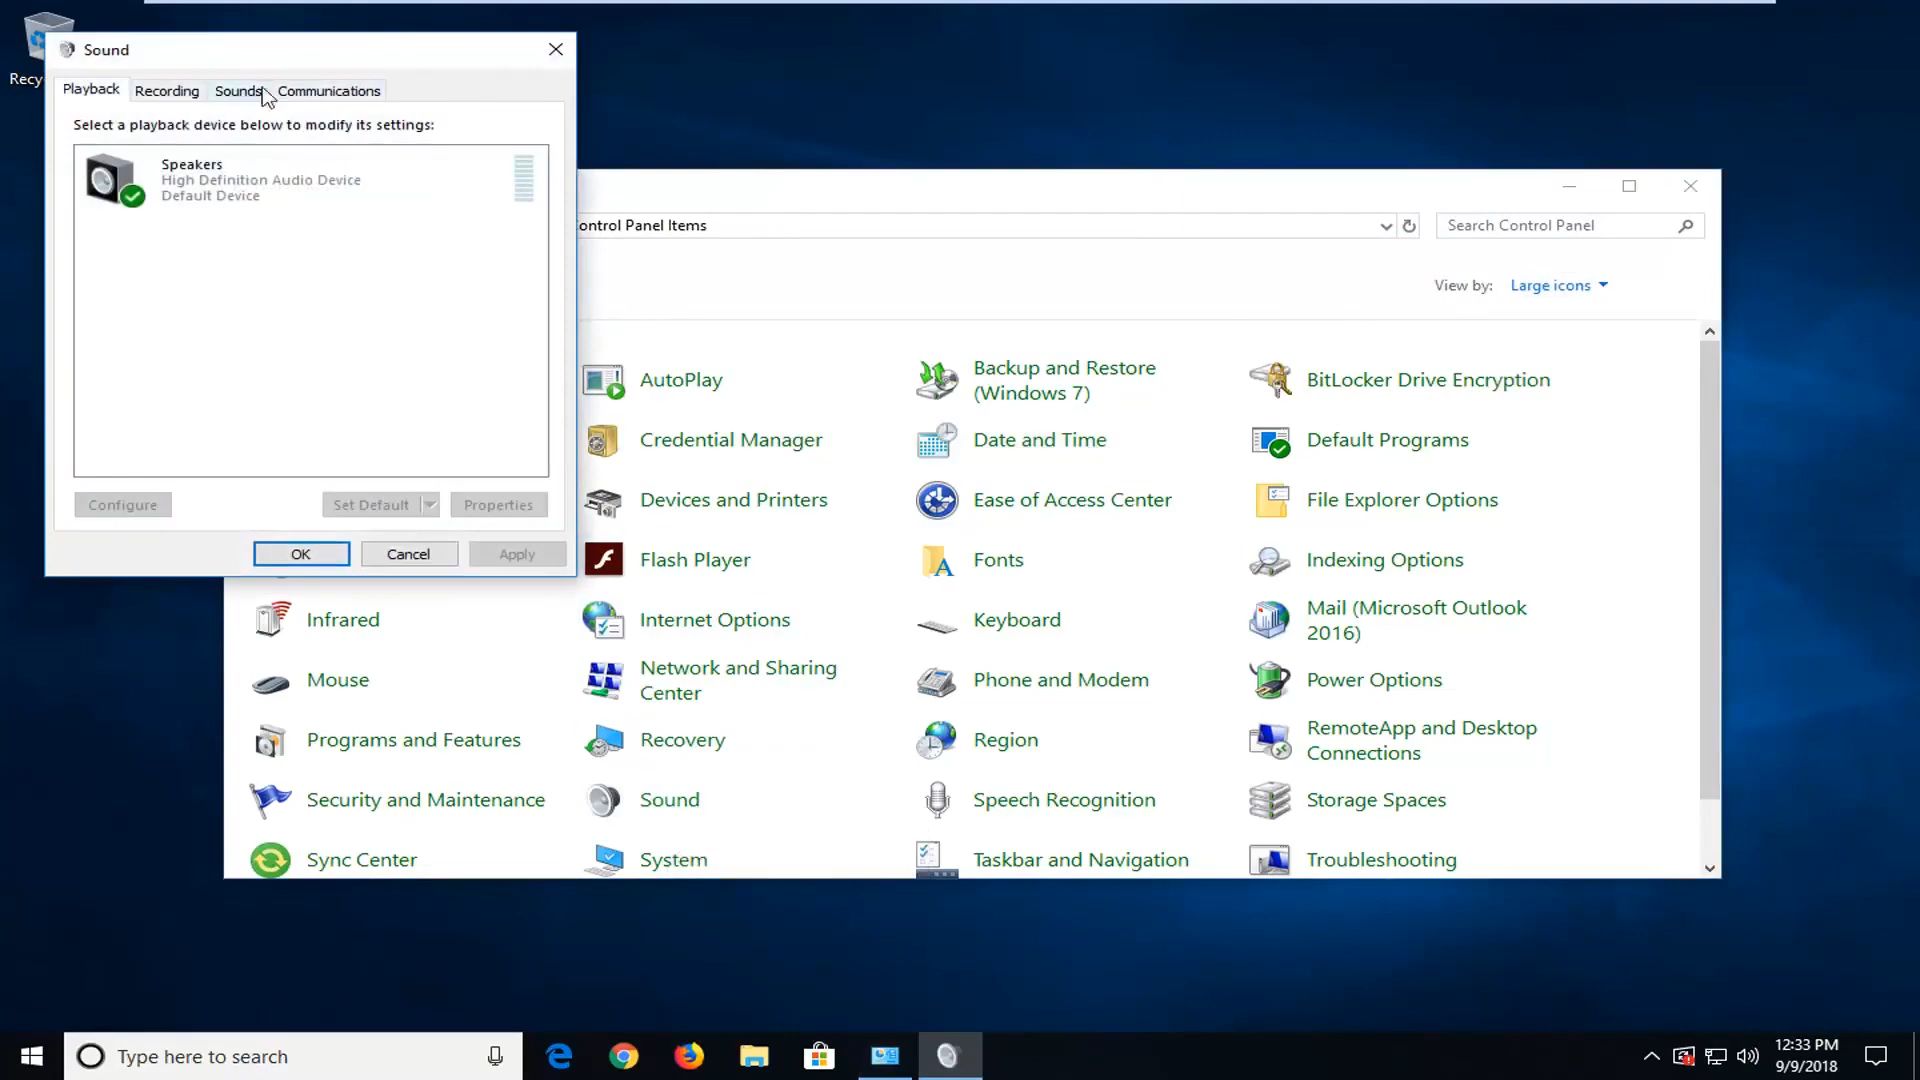 Recy
Sound
Playback
Recording
Sounds
Communications
Select a playback device below to modify its settings:
Speakers
High Definition Audio Device
Default Device
Configure
Set Default
Properties
OK
Cancel
Apply
ontrol Panel Items
Search Control Panel
View by:
Large icons
AutoPlay
Backup and Restore
(Windows 7)
BitLocker Drive Encryption
Credential Manager
Date and Time
Default Programs
Devices and Printers
Ease of Access Center
File Explorer Options
Flash Player
Fonts
Indexing Options
Infrared
Internet Options
Keyboard
Mail (Microsoft Outlook
2016)
Mouse
Network and Sharing
Center
Phone and Modem
Power Options
Programs and Features
Recovery
Region
RemoteApp and Desktop
Connections
Security and Maintenance
Sound
Speech Recognition
Storage Spaces
Sync Center
System
Taskbar and Navigation
Troubleshooting
Type here to search
12:33 PM
9/9/2018